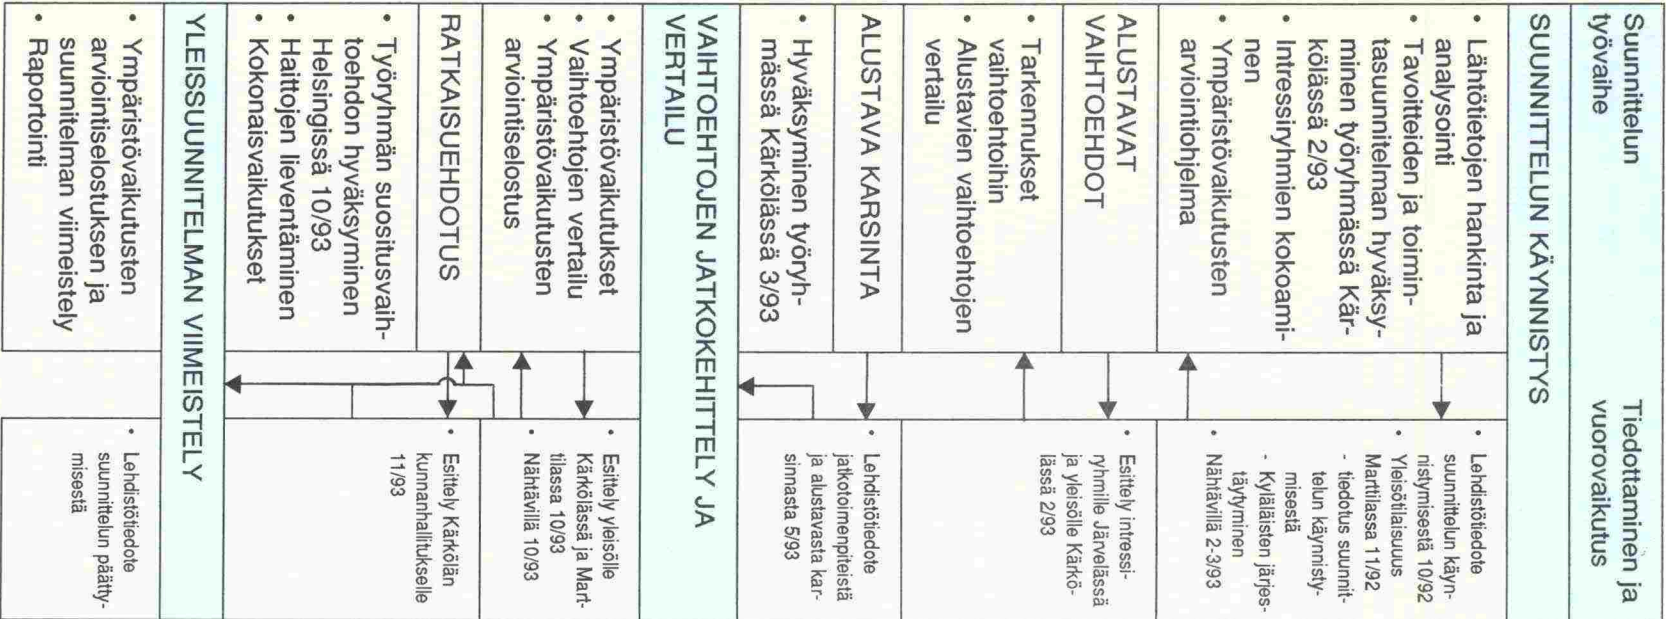 Suunnittelun
työvaihe
Tiedottaminen ja
vuorovaikutus
SUUNNITTELUN KÄYNNISTYS
• Lähtötietojen hankinta ja
analysointi
• Tavoitteiden ja toimin-
tasuunnitelman hyväksy-
minen työryhmässä Kär-
kölässä 2/93
• Intressiryhmien kokoami-
nen
• Ympäristövaikutusten
arviointiohjelma
• Lehdistötiedote
suunnittelun käyn-
nistymisestä 10/92
• Yleisötilaisuus
Marttilassa 11/92
- tiedotus suunnit-
telun käynnisty-
misestä
- Kyläläisten järjes-
täytyminen
• Nähtävillä 2-3/93
ALUSTAVAT
VAIHTOEHDOT
• Tarkennukset
vaihtoehtoihin
• Alustavien vaihtoehtojen
vertailu
• Esittely intressi-
ryhmille Järvelässä
ja yleisölle Kärkö-
lässä 2/93
ALUSTAVA KARSINTA
• Hyväksyminen työryh-
mässä Kärkölässä 3/93
• Lehdistötiedote
jatkotoimenpiteistä
ja alustavasta kar-
sinnasta 5/93
VAIHTOEHTOJEN JATKOKEHITTELY JA
VERTAILU
• Ympäristövaikutukset
• Vaihtoehtojen vertailu
• Ympäristövaikutusten
arviointiselostus
• Esittely yleisölle
Kärkölässä ja Mart-
tilassa 10/93
• Nähtävillä 10/93
RATKAISUEHDOTUS
• Työryhmän suositusvaih-
toehdon hyväksyminen
Helsingissä 10/93
• Haittojen lieventäminen
• Kokonaisvaikutukset
• Esittely Kärkölän
kunnanhallitukselle
11/93
YLEISSUUNNITELMAN VIIMEISTELY
• Ympäristövaikutusten
arviointiselostuksen ja
suunnitelman viimeistely
• Raportointi
• Lehdistötiedote
suunnittelun päätty-
misestä